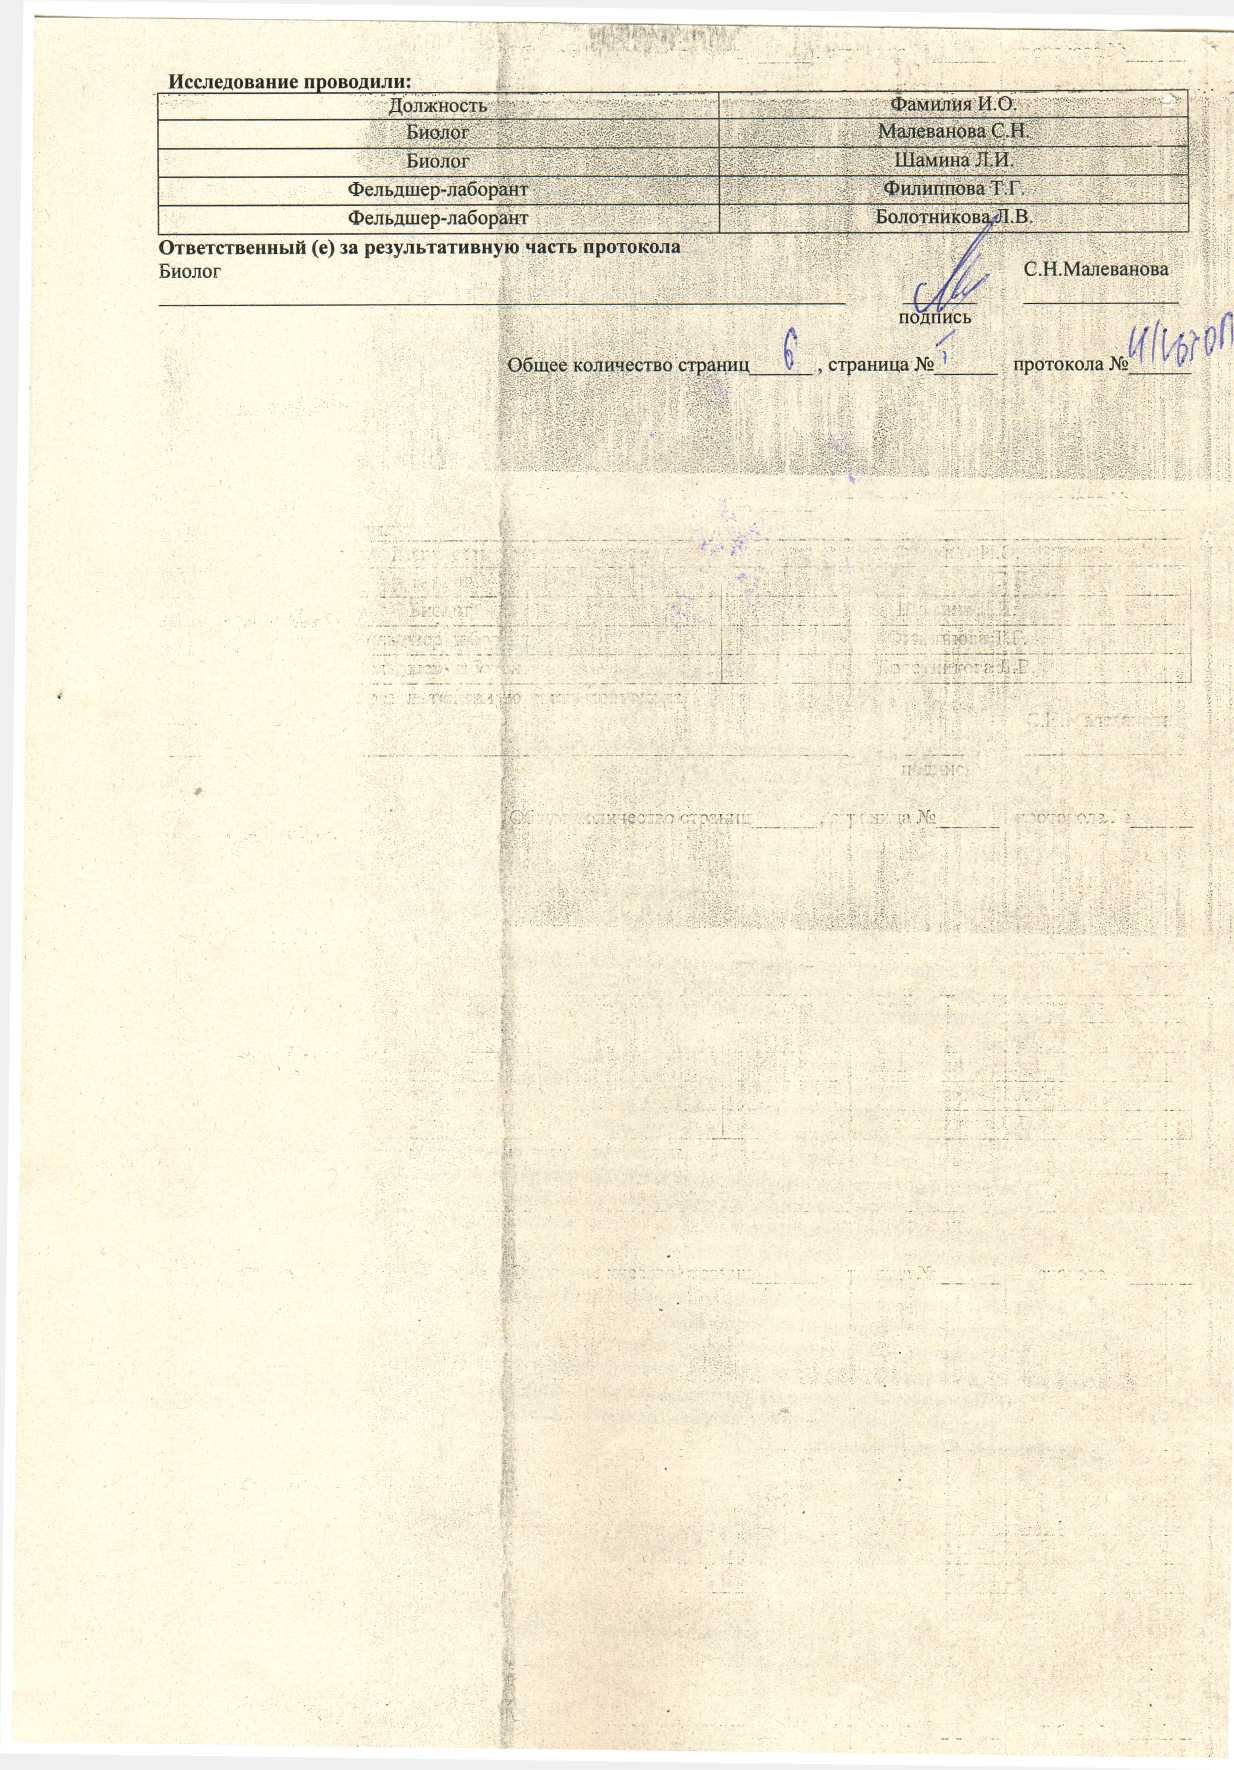 Исследование проводили:
Должность Фамилия И.О.
Биолог Малеванова С.Н.
Биолог Шамина Л.И.
Фельдшер-лаборант Филиппова Т.Г.
Фельдшер-лаборант Болотникова Л.В.
Ответственный (е) за результативную часть протокола
Биолог С.Н.Малеванова
подпись
Общее количество страниц 6 , страница № протокола №